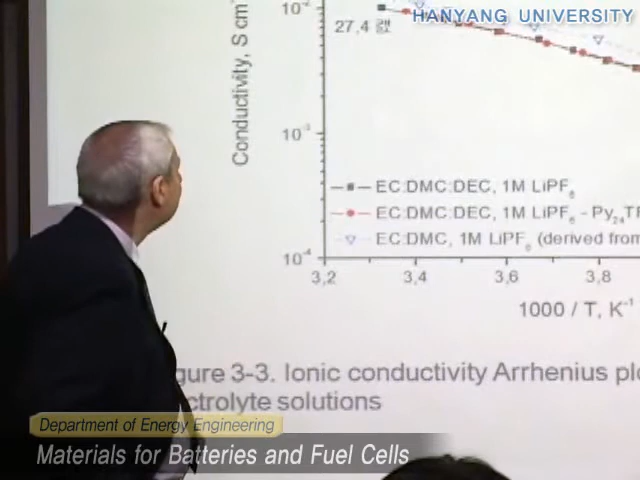 HANYANG UNIVERSITY
10⁻²
27,4 값
Conductivity, S cm⁻
10⁻³
EC:DMC:DEC, 1M LiPF₆
EC:DMC:DEC, 1M LiPF₆ - Py₂₄TF
EC:DMC, 1M LiPF₆ (derived from
10⁻⁴
3,2 3,4 3,6 3,8
1000 / T, K⁻¹
gure 3-3. Ionic conductivity Arrhenius plo
ctrolyte solutions
Department of Energy Engineering
Materials for Batteries and Fuel Cells